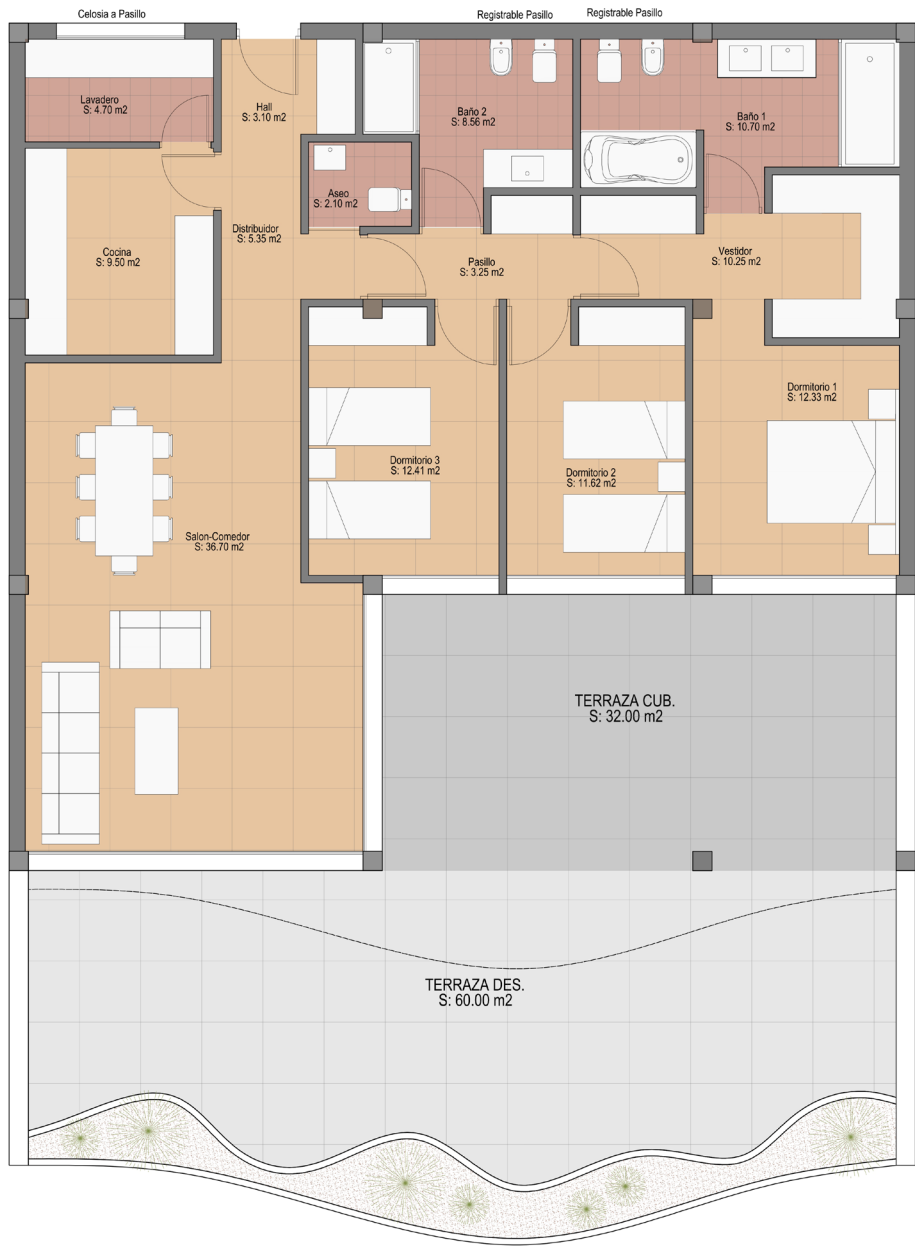 Celosia a Pasillo
Registrable Pasillo
Registrable Pasillo
Lavadero
S: 4.70 m2
Hall
S: 3.10 m2
Baño 2
S: 8.56 m2
Baño 1
S: 10.70 m2
Aseo
S: 2.10 m2
Distribuidor
S: 5.35 m2
Cocina
S: 9.50 m2
Pasillo
S: 3.25 m2
Vestidor
S: 10.25 m2
Dormitorio 1
S: 12.33 m2
Dormitorio 3
S: 12.41 m2
Dormitorio 2
S: 11.62 m2
Salon-Comedor
S: 36.70 m2
TERRAZA CUB.
S: 32.00 m2
TERRAZA DES.
S: 60.00 m2